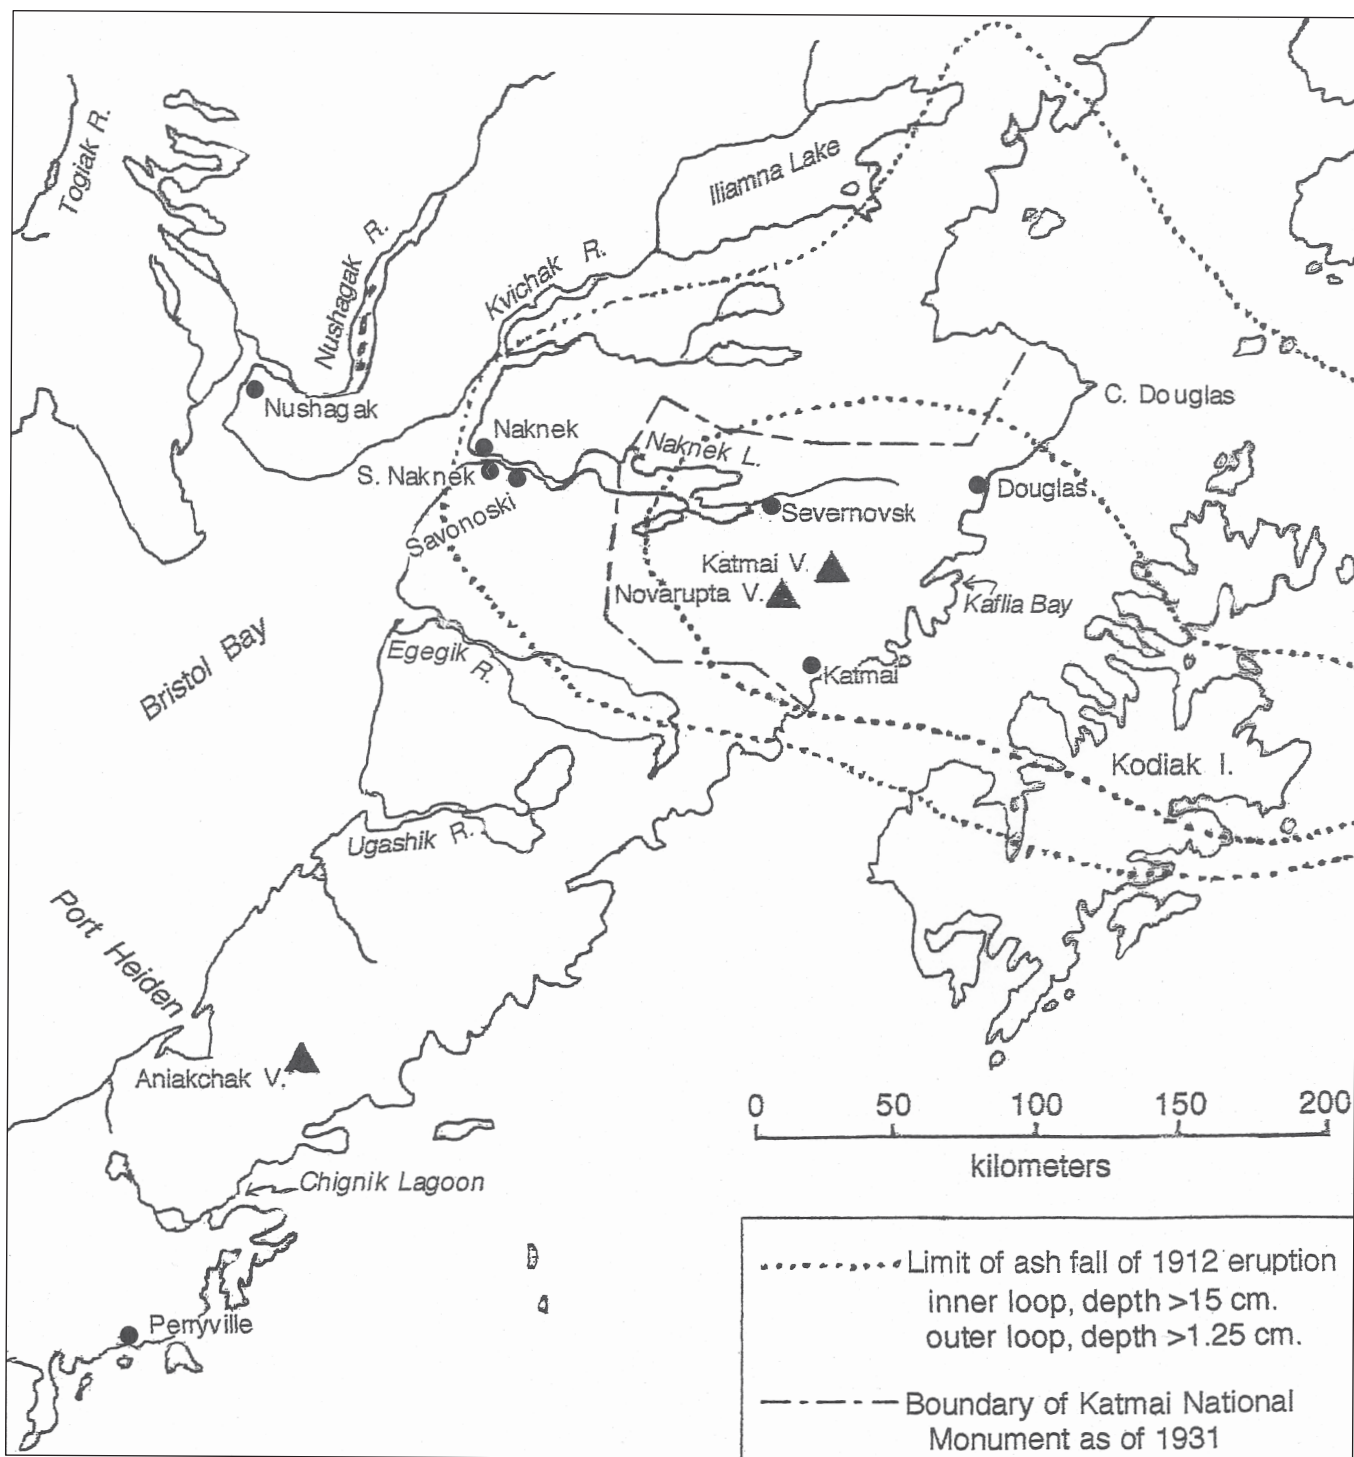 Togiak R.
Nushagak R.
Iliamna Lake
Kvichak R.
Nushagak
C. Douglas
Naknek
Naknek L.
S. Naknek
Douglas
Savonoski
Severnovsk
Katmai V.
Novarupta V.
Kaflia Bay
Bristol Bay
Egegik R.
Katmai
Kodiak I.
Ugashik R.
Port Heiden
Aniakchak V.
0 50 100 150 200
kilometers
Chignik Lagoon
Perryville
Limit of ash fall of 1912 eruption
inner loop, depth >15 cm.
outer loop, depth >1.25 cm.
Boundary of Katmai National
Monument as of 1931